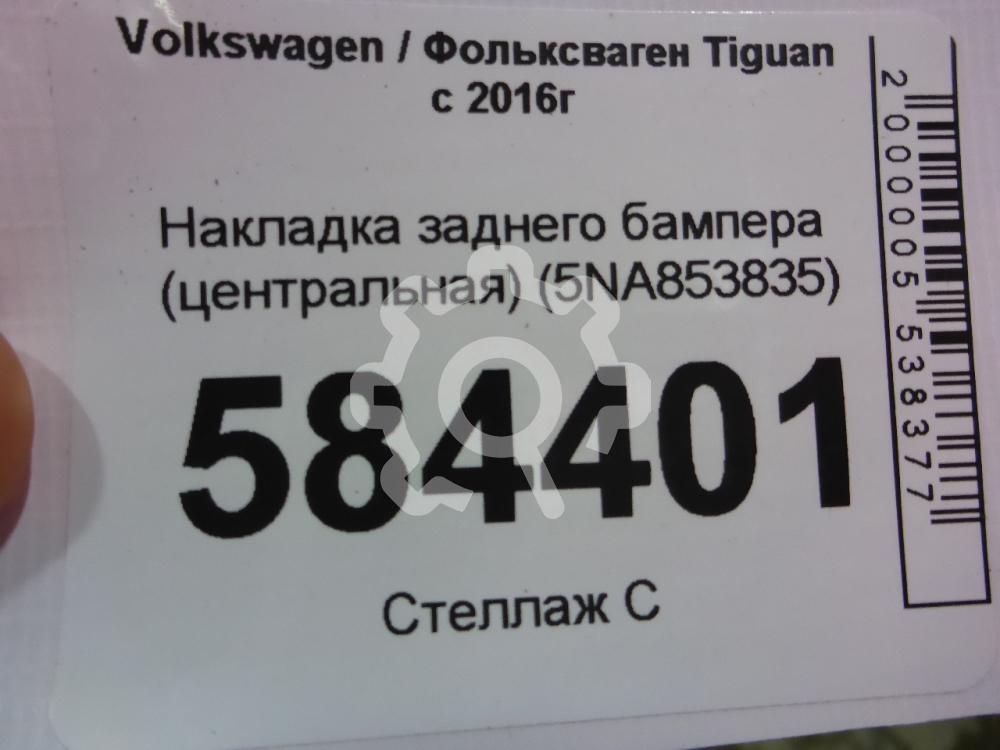 Volkswagen / Фольксваген Tiguan
с 2016г
Накладка заднего бампера
(центральная) (5NA853835)
584401
Стеллаж С
2000005538377